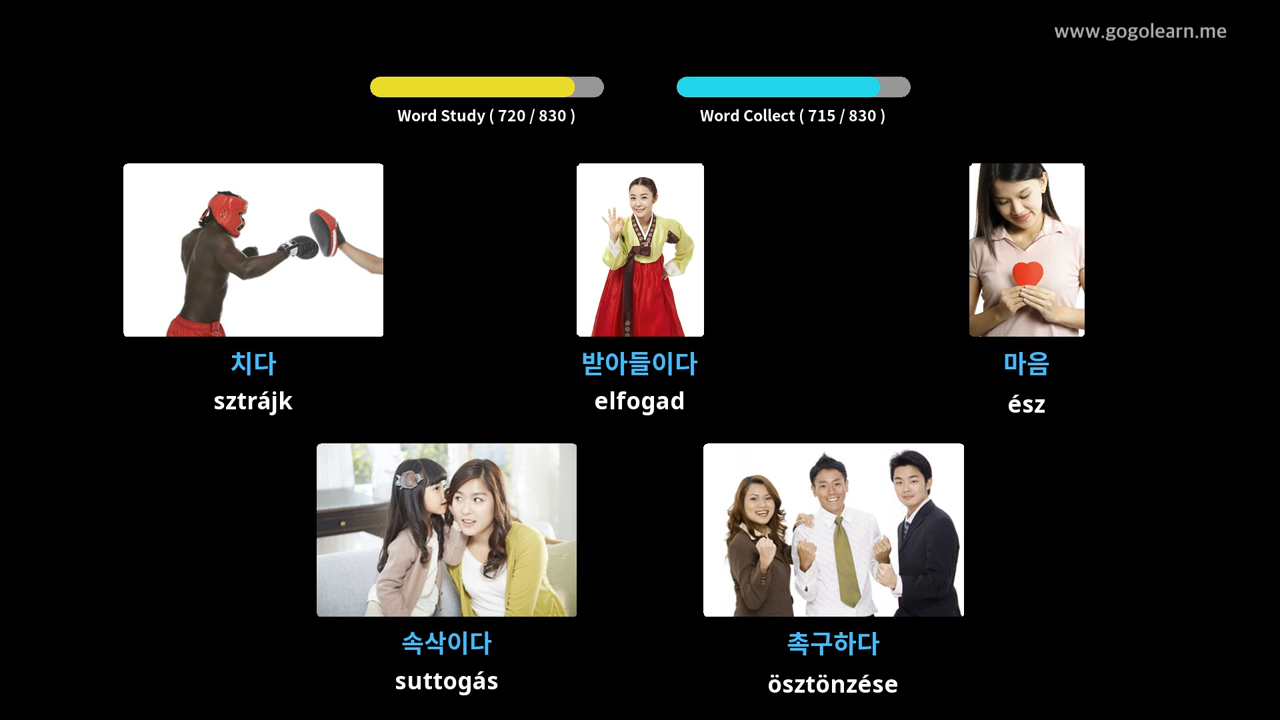 www.gogolearn.me
Word Study ( 720 / 830 )
Word Collect ( 715 / 830 )
치다
sztrájk
받아들이다
elfogad
마음
ész
속삭이다
suttogás
촉구하다
ösztönzése